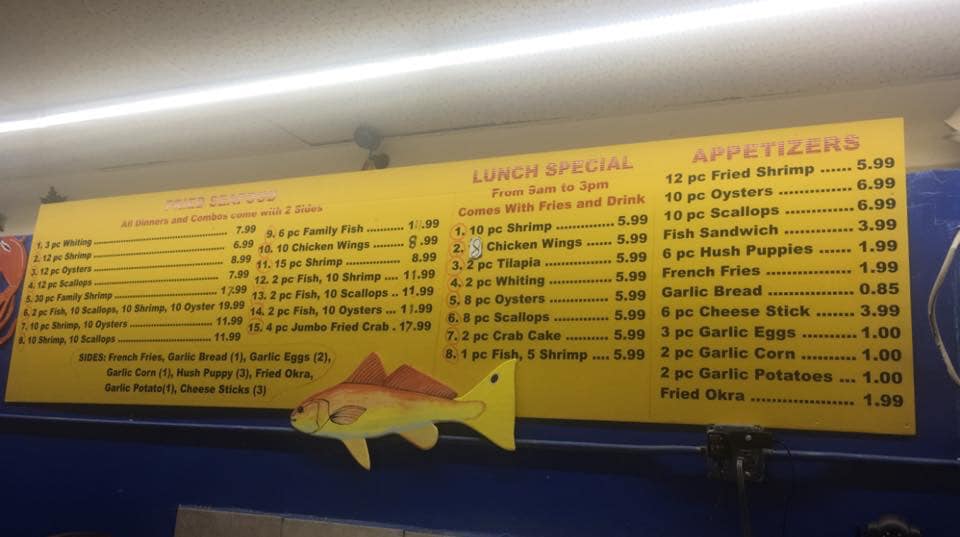 FRIED SEAFOOD
All Dinners and Combos come with 2 Sides
1. 3 pc Whiting ........ 7.99
2. 12 pc Shrimp ........ 6.99
3. 12 pc Oysters ........ 8.99
4. 12 pc Scallops ........ 7.99
5. 30 pc Family Shrimp ........ 17.99
6. 2 pc Fish, 10 Scallops, 10 Shrimp, 10 Oyster 19.99
7. 10 pc Shrimp, 10 Oysters ........ 11.99
8. 10 Shrimp, 10 Scallops ........ 11.99
9. 6 pc Family Fish .......... 11.99
10. 10 Chicken Wings ....... 8.99
11. 15 pc Shrimp ........ 8.99
12. 2 pc Fish, 10 Shrimp .... 11.99
13. 2 pc Fish, 10 Scallops .. 11.99
14. 2 pc Fish, 10 Oysters ... 11.99
15. 4 pc Jumbo Fried Crab . 17.99
SIDES: French Fries, Garlic Bread (1), Garlic Eggs (2),
Garlic Corn (1), Hush Puppy (3), Fried Okra,
Garlic Potato(1), Cheese Sticks (3)
LUNCH SPECIAL
From 9am to 3pm
Comes With Fries and Drink
1. 10 pc Shrimp ............ 5.99
2. 8 Chicken Wings ...... 5.99
3. 2 pc Tilapia ................ 5.99
4. 2 pc Whiting .............. 5.99
5. 8 pc Oysters .............. 5.99
6. 8 pc Scallops ............ 5.99
7. 2 pc Crab Cake .......... 5.99
8. 1 pc Fish, 5 Shrimp .... 5.99
APPETIZERS
12 pc Fried Shrimp ...... 5.99
10 pc Oysters ............... 6.99
10 pc Scallops .............. 6.99
Fish Sandwich .............. 3.99
6 pc Hush Puppies ....... 1.99
French Fries ................. 1.99
Garlic Bread ................. 0.85
6 pc Cheese Stick ......... 3.99
3 pc Garlic Eggs ........... 1.00
2 pc Garlic Corn ........... 1.00
2 pc Garlic Potatoes ... 1.00
Fried Okra .................... 1.99